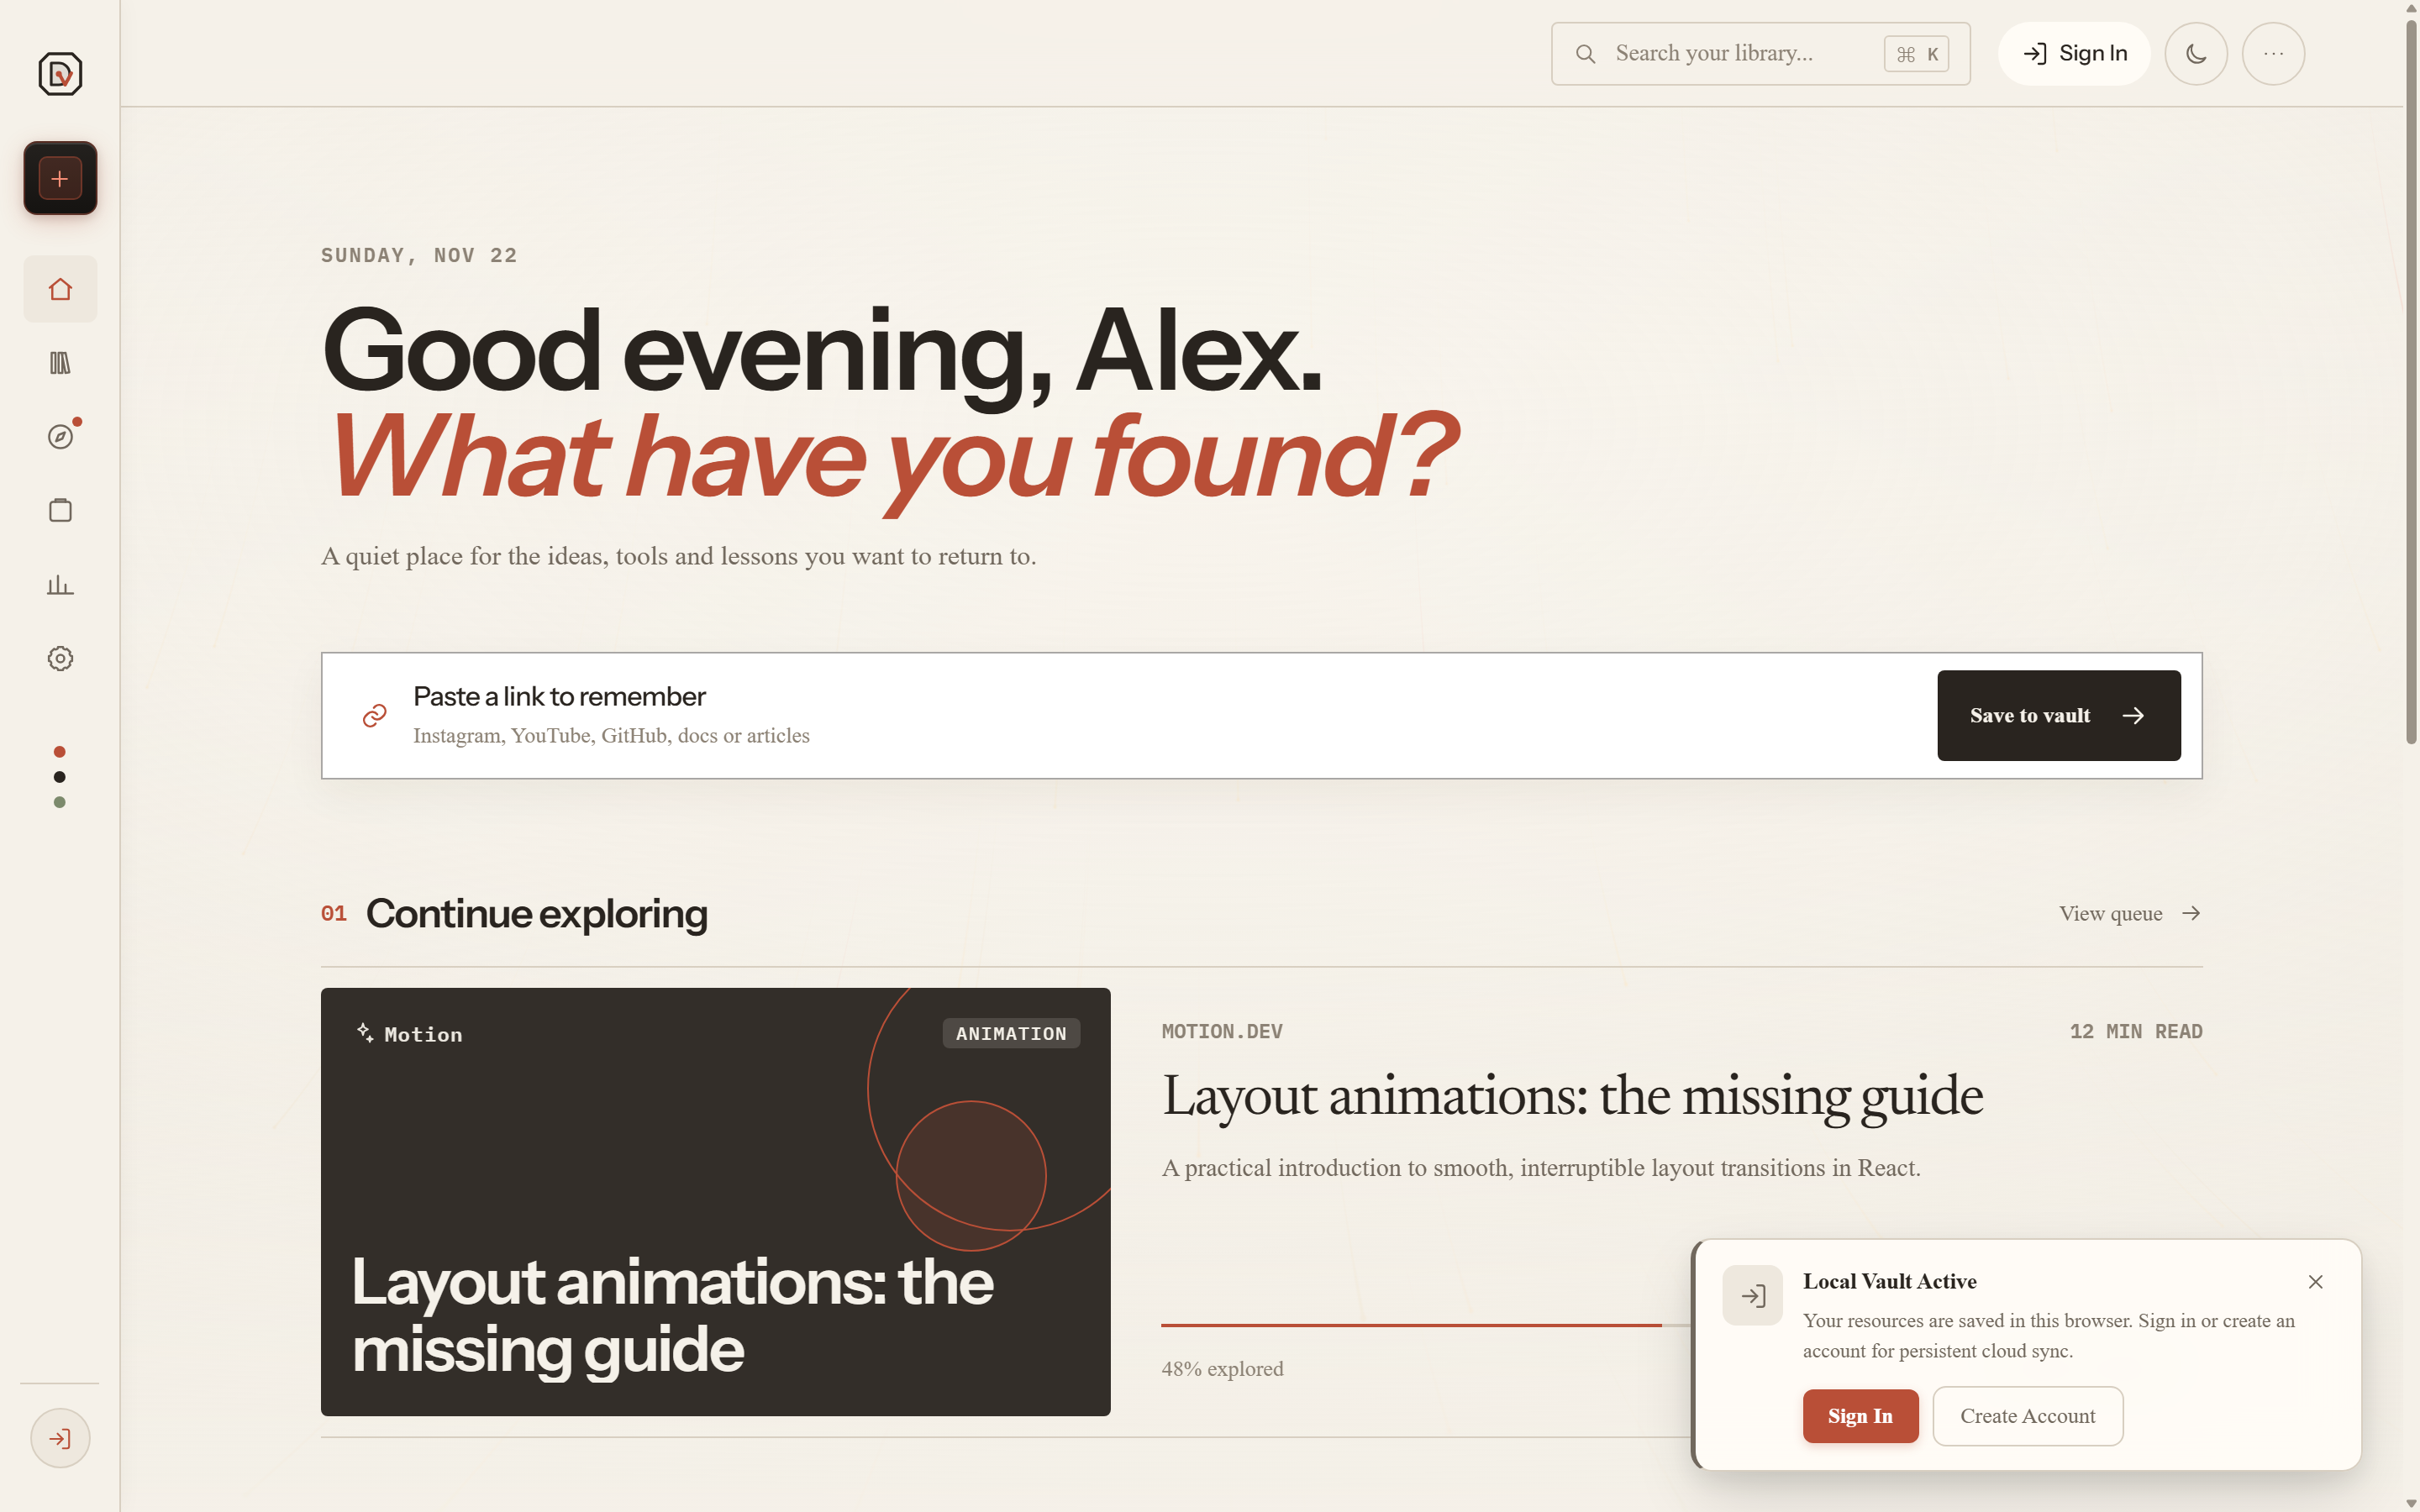 Search your library...
⌘ K
Sign In
SUNDAY, NOV 22
Good evening, Alex.
What have you found?
A quiet place for the ideas, tools and lessons you want to return to.
Paste a link to remember
Instagram, YouTube, GitHub, docs or articles
Save to vault
01 Continue exploring
View queue
Motion
ANIMATION
Layout animations: the
missing guide
MOTION.DEV
12 MIN READ
Layout animations: the missing guide
A practical introduction to smooth, interruptible layout transitions in React.
48% explored
Local Vault Active
Your resources are saved in this browser. Sign in or create an
account for persistent cloud sync.
Sign In
Create Account